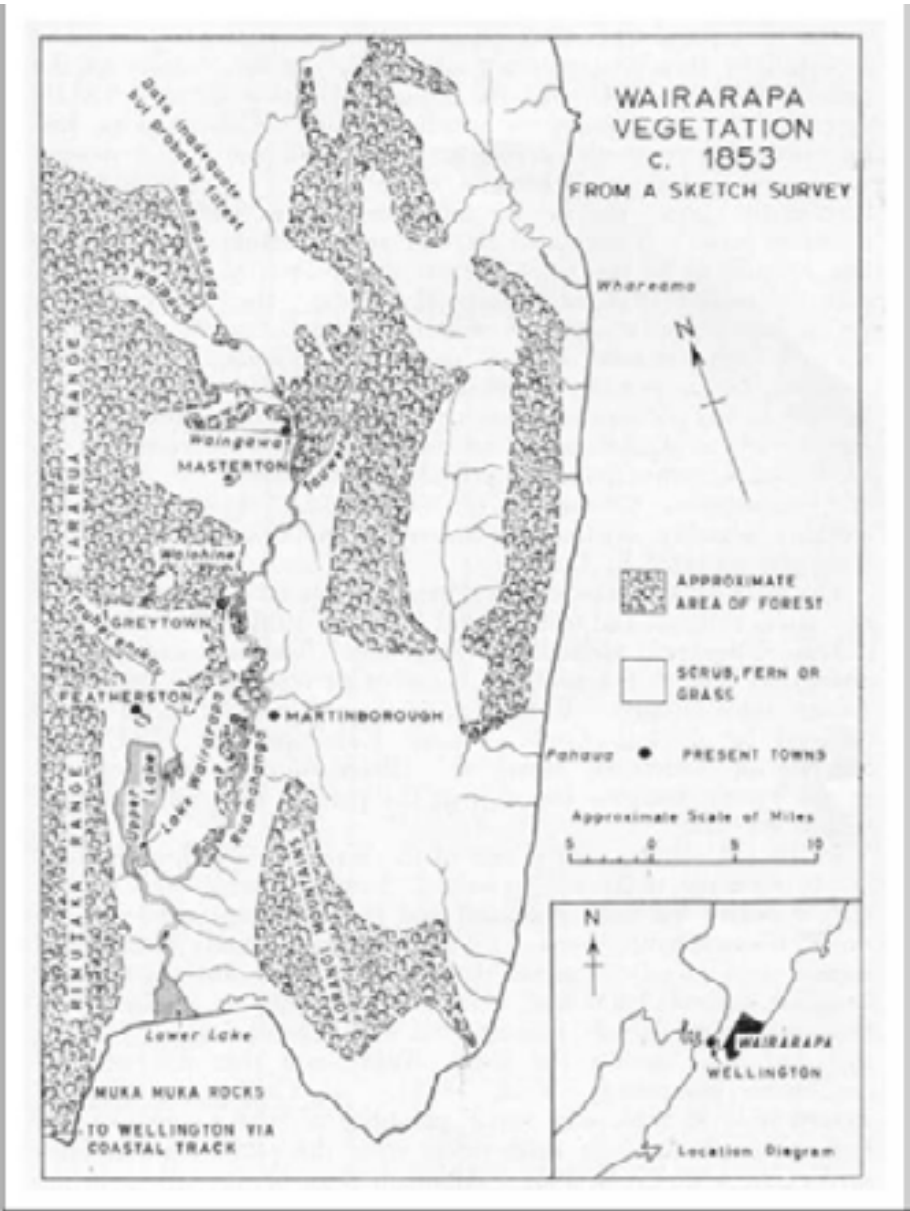 WAIRARAPA
VEGETATION
c. 1853
FROM A SKETCH SURVEY
Data inadequate
but probably forest
Whareama
N
TARARUA RANGE
Waingawa
MASTERTON
Taueru
Waiohine
APPROXIMATE
AREA OF FOREST
GREYTOWN
SCRUB, FERN OR
GRASS
FEATHERSTON
MARTINBOROUGH
Pahaua
PRESENT TOWNS
Upper
Lake
Lake Wairarapa
Ruamahanga
Approximate Scale of Miles
5 0 5 10
RIMUTAKA RANGE
N
Lower Lake
WAIRARAPA
WELLINGTON
MUKA MUKA ROCKS
TO WELLINGTON VIA
COASTAL TRACK
Location Diagram